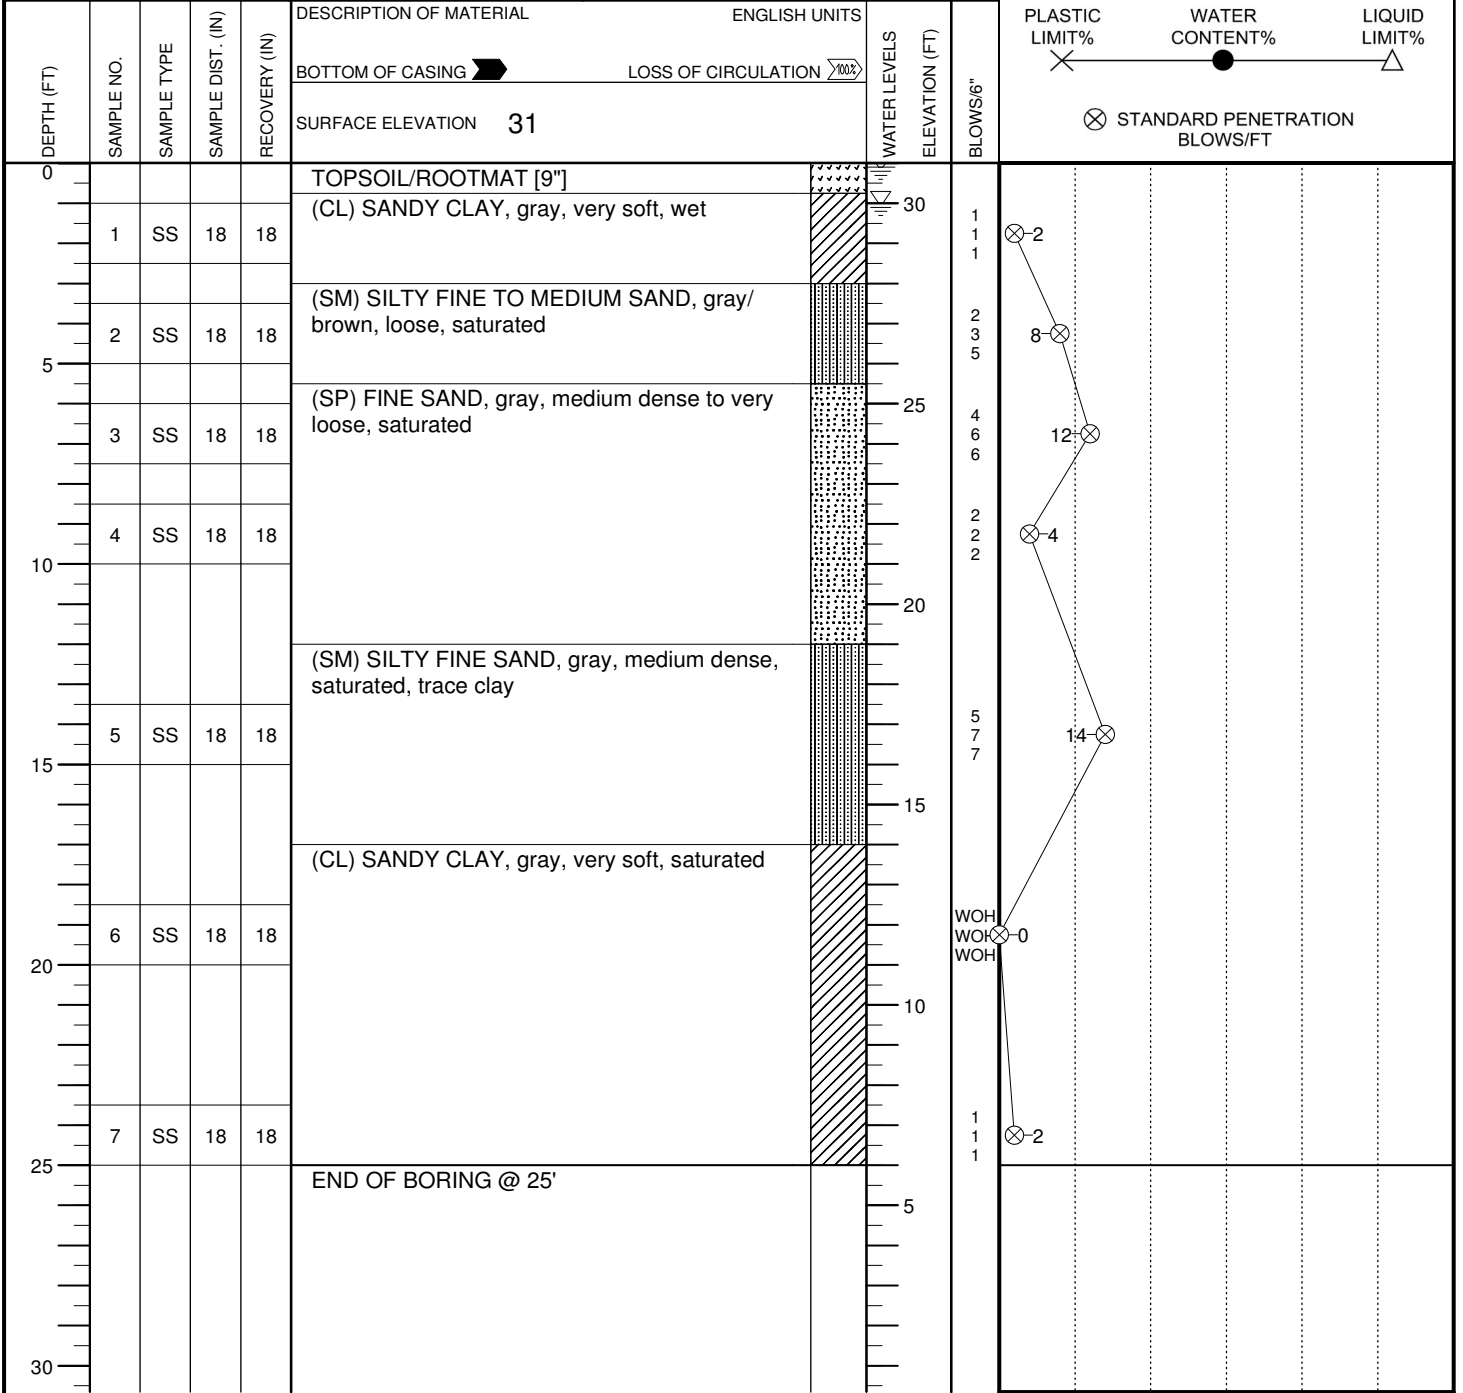 DEPTH (FT)
SAMPLE NO.
SAMPLE TYPE
SAMPLE DIST. (IN)
RECOVERY (IN)
DESCRIPTION OF MATERIAL ENGLISH UNITS
BOTTOM OF CASING LOSS OF CIRCULATION 100%
SURFACE ELEVATION 31
WATER LEVELS
ELEVATION (FT)
BLOWS/6"
PLASTIC WATER LIQUID
LIMIT% CONTENT% LIMIT%
STANDARD PENETRATION
BLOWS/FT
0
TOPSOIL/ROOTMAT [9"]
(CL) SANDY CLAY, gray, very soft, wet
30
1
1 SS 18 18 1 2
1
(SM) SILTY FINE TO MEDIUM SAND, gray/
brown, loose, saturated
2
2 SS 18 18 3 8
5
5
(SP) FINE SAND, gray, medium dense to very
loose, saturated
25
4
3 SS 18 18 6 12
6
2
4 SS 18 18 2 4
2
10
20
(SM) SILTY FINE SAND, gray, medium dense,
saturated, trace clay
5
5 SS 18 18 7 14
7
15
15
(CL) SANDY CLAY, gray, very soft, saturated
WOH
6 SS 18 18 WOH 0
WOH
20
10
1
7 SS 18 18 1 2
1
25
END OF BORING @ 25'
5
30